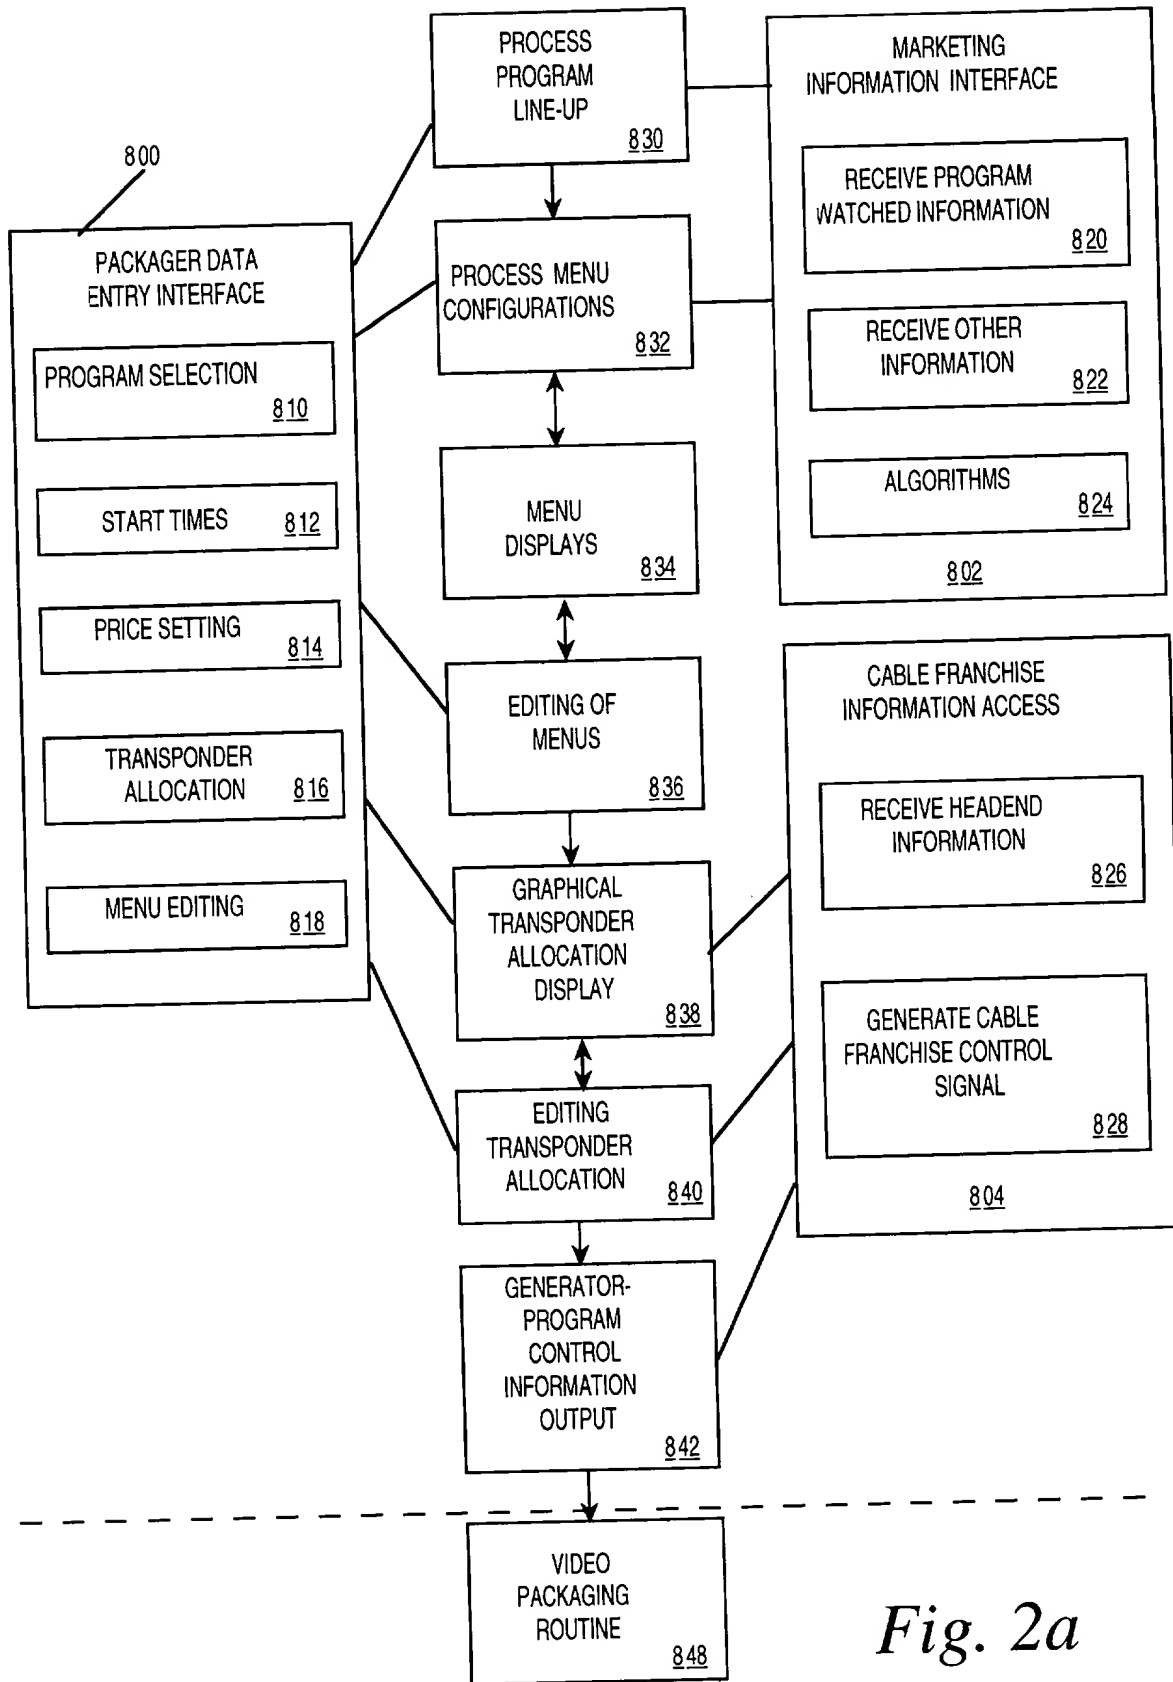 PROCESS
PROGRAM
LINE-UP
830
MARKETING
INFORMATION INTERFACE
RECEIVE PROGRAM
WATCHED INFORMATION
820
RECEIVE OTHER
INFORMATION
822
ALGORITHMS
824
802
800
PACKAGER DATA
ENTRY INTERFACE
PROGRAM SELECTION
810
START TIMES 812
PRICE SETTING 814
TRANSPONDER
ALLOCATION 816
MENU EDITING 818
PROCESS MENU
CONFIGURATIONS
832
MENU
DISPLAYS
834
EDITING OF
MENUS
836
GRAPHICAL
TRANSPONDER
ALLOCATION
DISPLAY
838
EDITING
TRANSPONDER
ALLOCATION
840
GENERATOR-
PROGRAM
CONTROL
INFORMATION
OUTPUT
842
CABLE FRANCHISE
INFORMATION ACCESS
RECEIVE HEADEND
INFORMATION
826
GENERATE CABLE
FRANCHISE CONTROL
SIGNAL
828
804
VIDEO
PACKAGING
ROUTINE
848
Fig. 2a